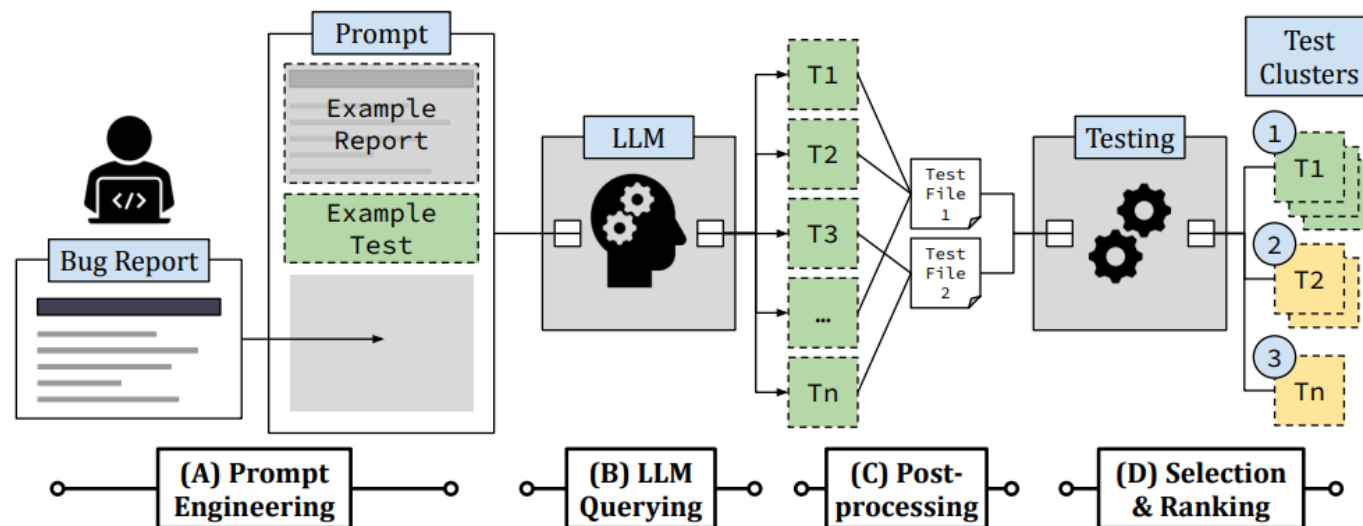 Prompt
Example
Report
Example
Test
Bug Report
</>
LLM
T1
T2
T3
...
Tn
Test
File
1
Test
File
2
Testing
Test
Clusters
1
T1
2
T2
3
Tn
(A) Prompt
Engineering
(B) LLM
Querying
(C) Post-
processing
(D) Selection
& Ranking